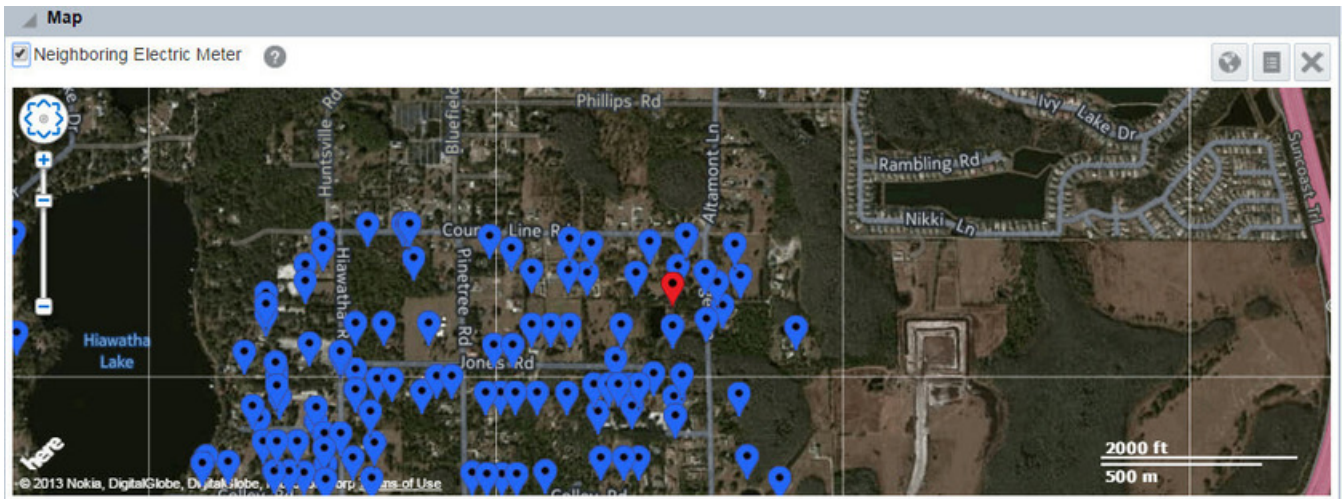 Map
Neighboring Electric Meter
?
Phillips Rd
Huntsville Rd
Bluefield
Altamont Ln
Ivy Lake Dr
Rambling Rd
Nikki Ln
Suncoast Trl
Line
Hiawatha
Pinetree Rd
Hiawatha
Lake
Jones Rd
2000 ft
500 m
here
© 2013 Nokia, DigitalGlobe,
Terms of Use
Rd